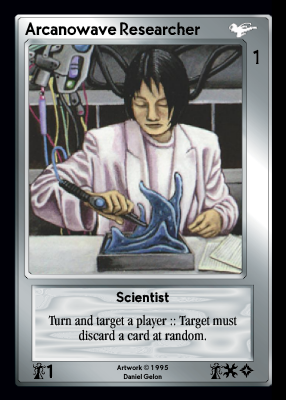 Arcanowave Researcher
1
Scientist
Turn and target a player :: Target must
discard a card at random.
1
Artwork © 1995
Daniel Gelon